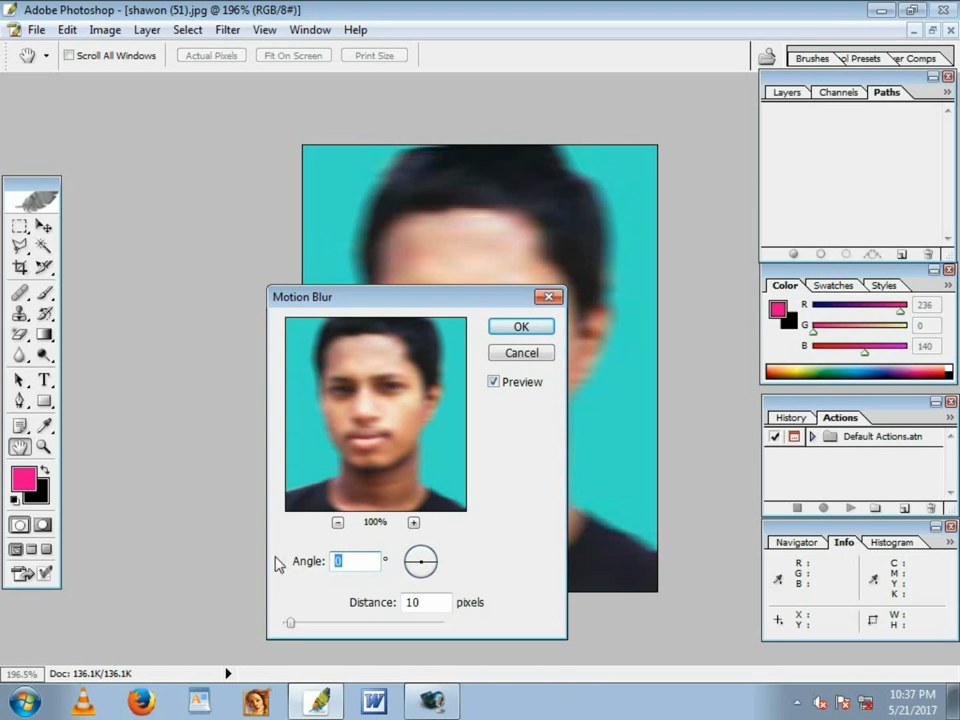 Adobe Photoshop - [shawon (51).jpg @ 196% (RGB/8#)]
File Edit Image Layer Select Filter View Window Help
Scroll All Windows Actual Pixels Fit On Screen Print Size
Brushes ol Presets er Comps
Layers Channels Paths
Color Swatches Styles
R 236
G 0
B 140
Motion Blur
OK
Cancel
Preview
100%
Angle: 0 °
Distance: 10 pixels
History Actions
Default Actions.atn
Navigator Info Histogram
R : C :
G : M :
B : Y :
K :
X : W :
Y : H :
196.5% Doc: 136.1K/136.1K
10:37 PM
5/21/2017